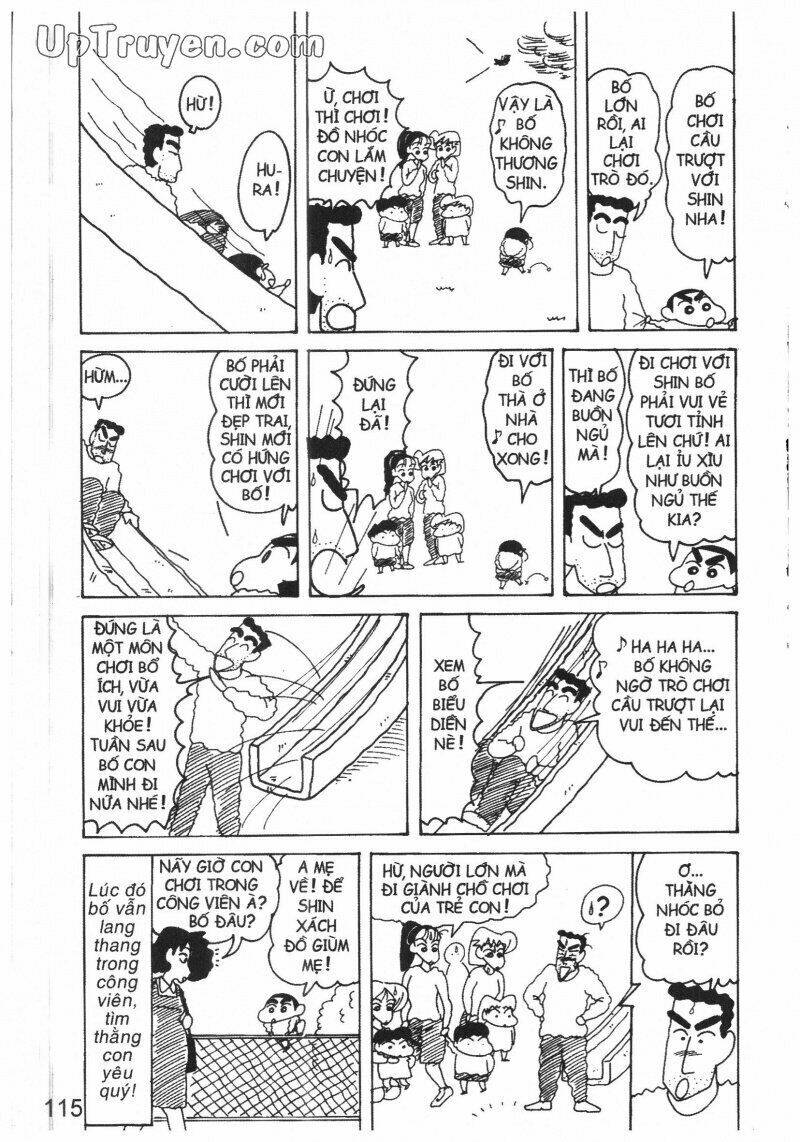 UpTruyen.com
BỐ
CHƠI
CẦU
TRƯỢT
VỚI
SHIN
NHA!
BỐ
LỚN
RỒI, AI
LẠI
CHƠI
TRÒ ĐÓ.
VẬY LÀ
♪ BỐ
KHÔNG
THƯƠNG
SHIN.
Ừ, CHƠI
THÌ CHƠI!
ĐỒ NHÓC
CON LẮM
CHUYỆN!
HỪ!
HU-
RA!
ĐI CHƠI VỚI
SHIN BỐ
PHẢI VUI VẺ
TƯƠI TỈNH
LÊN CHỨ! AI
LẠI ỈU XÌU
NHƯ BUỒN
NGỦ THẾ
KIA?
THÌ BỐ
ĐANG
BUỒN
NGỦ
MÀ!
ĐI VỚI
BỐ
THÀ Ở
NHÀ
♪ CHO
XONG!
ĐỨNG
LẠI
ĐÃ!
BỐ PHẢI
CƯỜI LÊN
THÌ MỚI
ĐẸP TRAI,
SHIN MỚI
CÓ HỨNG
CHƠI VỚI
BỐ!
HỪM...
♪ HA HA HA...
BỐ KHÔNG
NGỜ TRÒ CHƠI
CẦU TRƯỢT LẠI
VUI ĐẾN THẾ...
XEM
BỐ
BIỂU
DIỄN
NÈ!
ĐÚNG LÀ
MỘT MÔN
CHƠI BỔ
ÍCH, VỪA
VUI VỪA
KHỎE!
TUẦN SAU
BỐ CON
MÌNH ĐI
NỮA NHÉ!
Ơ...
THẰNG
NHÓC BỎ
ĐI ĐÂU
RỒI?
?
HỪ, NGƯỜI LỚN MÀ
ĐI GIÀNH CHỖ CHƠI
CỦA TRẺ CON!
A MẸ
VỀ! ĐỂ
SHIN
XÁCH
ĐỒ GIÙM
MẸ!
NÃY GIỜ CON
CHƠI TRONG
CÔNG VIÊN À?
BỐ ĐÂU?
Lúc đó
bố vẫn
lang
thang
trong
công
viên,
tìm
thằng
con
yêu
quý!
115